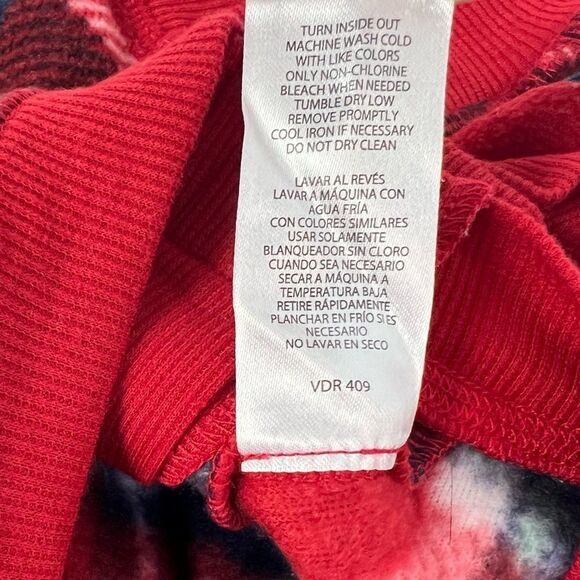 TURN INSIDE OUT
MACHINE WASH COLD
WITH LIKE COLORS
ONLY NON-CHLORINE
BLEACH WHEN NEEDED
TUMBLE DRY LOW
REMOVE PROMPTLY
COOL IRON IF NECESSARY
DO NOT DRY CLEAN
LAVAR AL REVÉS
LAVAR A MÁQUINA CON
AGUA FRÍA
CON COLORES SIMILARES
USAR SOLAMENTE
BLANQUEADOR SIN CLORO
CUANDO SEA NECESARIO
SECAR A MÁQUINA A
TEMPERATURA BAJA
RETIRE RÁPIDAMENTE
PLANCHAR EN FRÍO SI ES
NECESARIO
NO LAVAR EN SECO
VDR 409